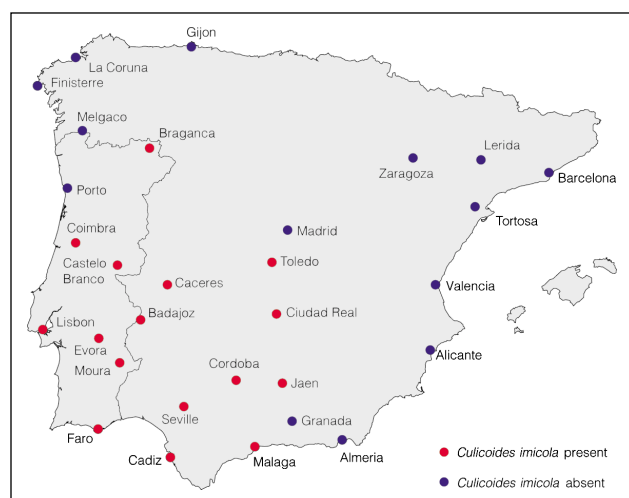 Gijon
La Coruna
Finisterre
Melgaco
Braganca
Lerida
Zaragoza
Barcelona
Porto
Tortosa
Coimbra
Madrid
Castelo
Branco
Toledo
Caceres
Valencia
Badajoz
Ciudad Real
Lisbon
Evora
Alicante
Moura
Cordoba
Jaen
Seville
Granada
Faro
Cadiz
Malaga
Almeria
Culicoides imicola present
Culicoides imicola absent